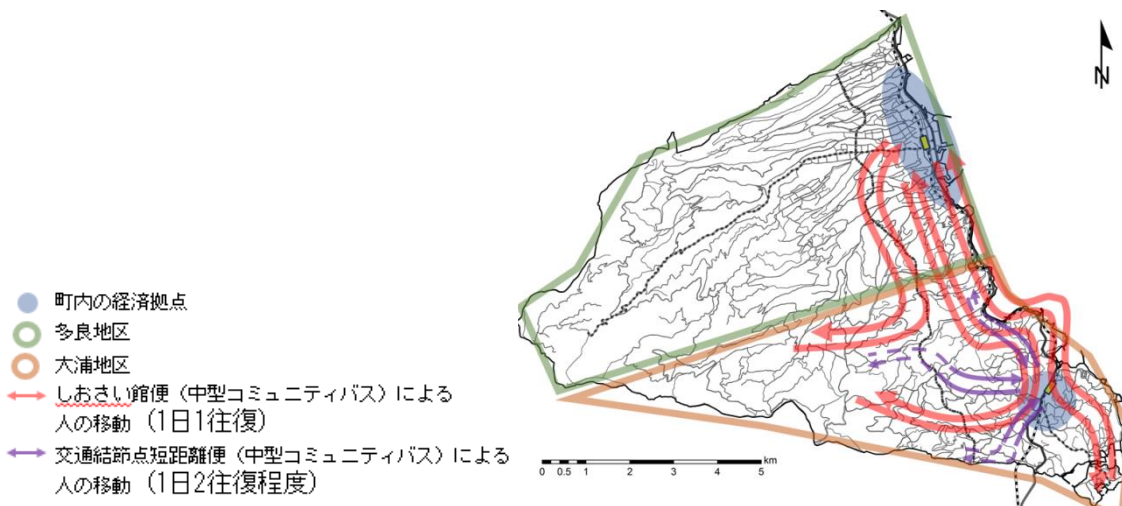 N
町内の経済拠点
多良地区
大浦地区
しおさい館便（中型コミュニティバス）による
人の移動（1日1往復）
交通結節点短距離便（中型コミュニティバス）による
人の移動（1日2往復程度）
0 0.5 1 2 3 4 5
km